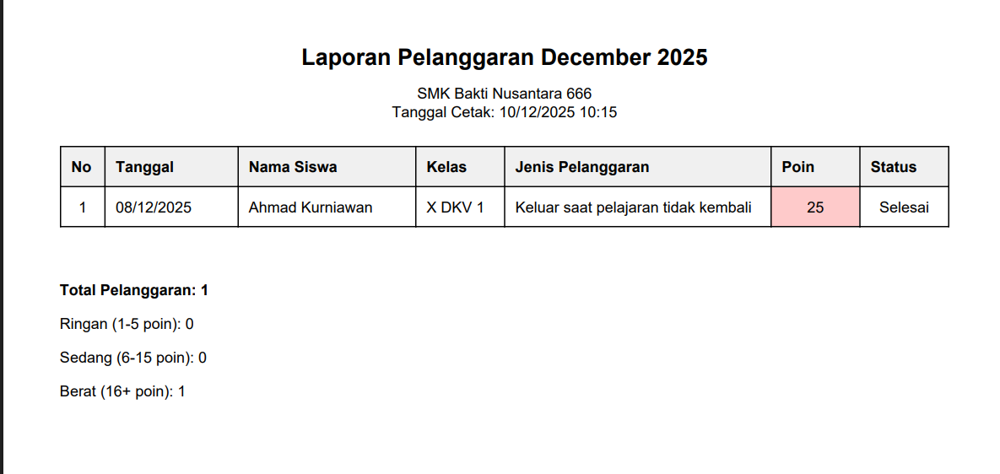 Laporan Pelanggaran December 2025
SMK Bakti Nusantara 666
Tanggal Cetak: 10/12/2025 10:15
No Tanggal Nama Siswa Kelas Jenis Pelanggaran Poin Status
1 08/12/2025 Ahmad Kurniawan X DKV 1 Keluar saat pelajaran tidak kembali 25 Selesai
Total Pelanggaran: 1
Ringan (1-5 poin): 0
Sedang (6-15 poin): 0
Berat (16+ poin): 1